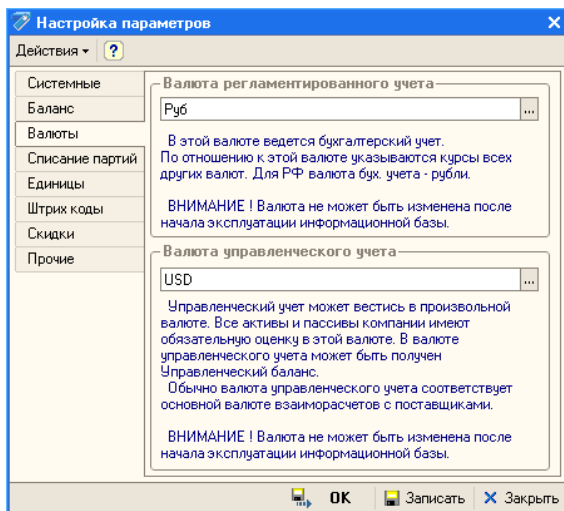 Настройка параметров
Действия
?
Системные
Баланс
Валюты
Списание партий
Единицы
Штрих коды
Скидки
Прочие
Валюта регламентированного учета
Руб
...
В этой валюте ведется бухгалтерский учет.
По отношению к этой валюте указываются курсы всех
других валют. Для РФ валюта бух. учета - рубли.
ВНИМАНИЕ ! Валюта не может быть изменена после
начала эксплуатации информационной базы.
Валюта управленческого учета
USD
...
Управленческий учет может вестись в произвольной
валюте. Все активы и пассивы компании имеют
обязательную оценку в этой валюте. В валюте
управленческого учета может быть получен
Управленческий баланс.
Обычно валюта управленческого учета соответствует
основной валюте взаиморасчетов с поставщиками.
ВНИМАНИЕ ! Валюта не может быть изменена после
начала эксплуатации информационной базы.
OK
Записать
Закрыть